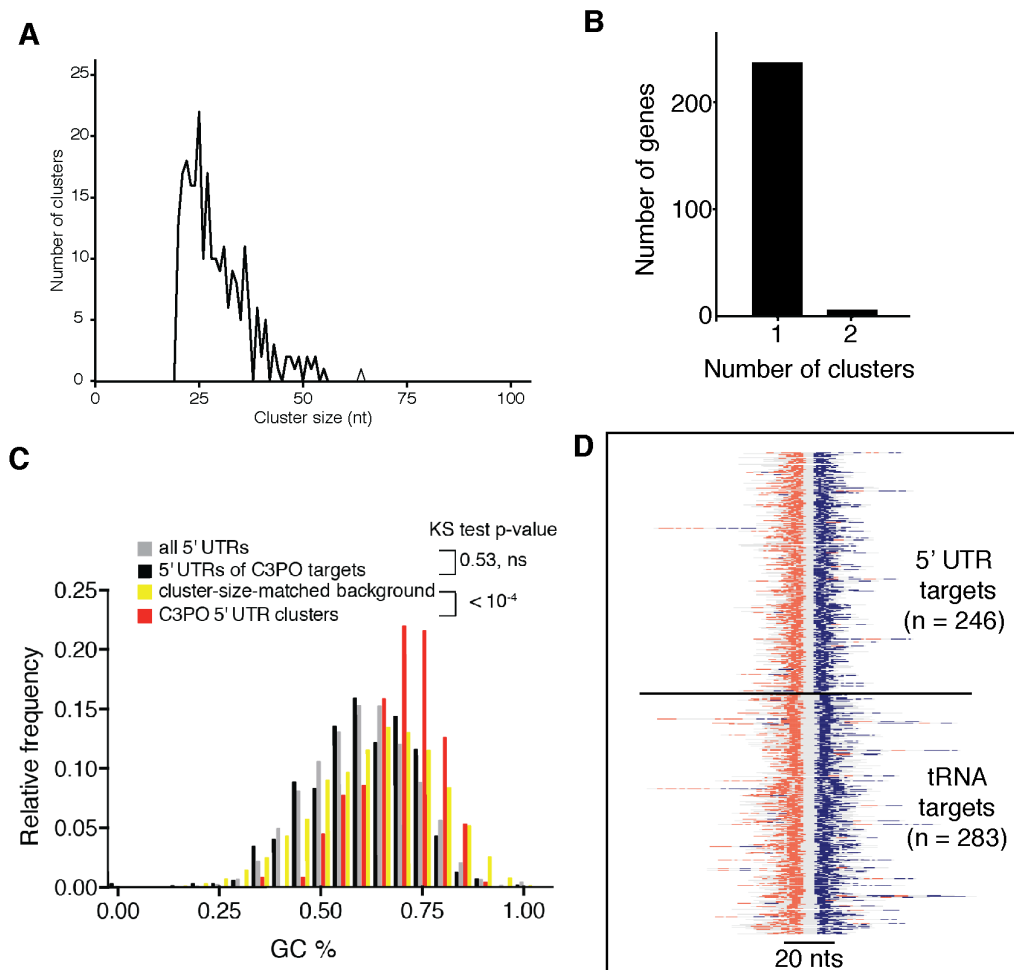 A
25
20
15
10
5
0
Number of clusters
0
25
50
75
100
Cluster size (nt)
B
200
100
0
Number of genes
1
2
Number of clusters
C
KS test p-value
all 5' UTRs
5' UTRs of C3PO targets
0.53, ns
cluster-size-matched background
C3PO 5' UTR clusters
< 10-4
0.25
0.20
0.15
0.10
0.05
0.00
Relative frequency
0.00
0.25
0.50
0.75
1.00
GC %
D
5' UTR
targets
(n = 246)
tRNA
targets
(n = 283)
20 nts